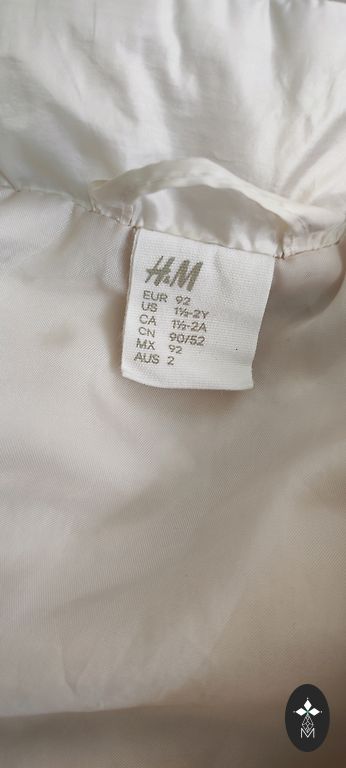 H&M
EUR 92
US 1½-2Y
CA 1½-2A
CN 90/52
MX 92
AUS 2
M